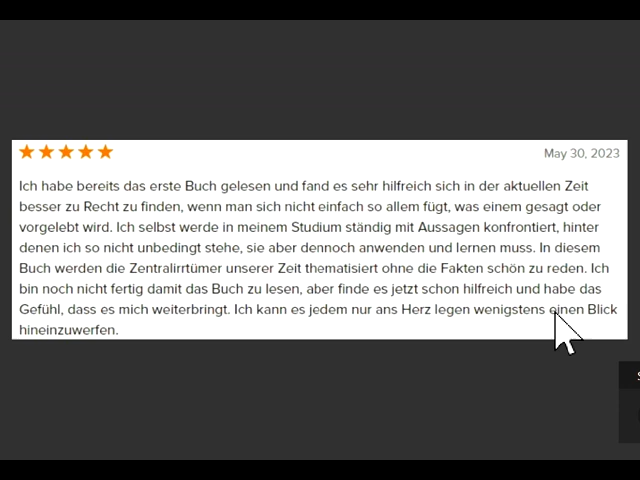 May 30, 2023
Ich habe bereits das erste Buch gelesen und fand es sehr hilfreich sich in der aktuellen Zeit
besser zu Recht zu finden, wenn man sich nicht einfach so allem fügt, was einem gesagt oder
vorgelebt wird. Ich selbst werde in meinem Studium ständig mit Aussagen konfrontiert, hinter
denen ich so nicht unbedingt stehe, sie aber dennoch anwenden und lernen muss. In diesem
Buch werden die Zentralirrtümer unserer Zeit thematisiert ohne die Fakten schön zu reden. Ich
bin noch nicht fertig damit das Buch zu lesen, aber finde es jetzt schon hilfreich und habe das
Gefühl, dass es mich weiterbringt. Ich kann es jedem nur ans Herz legen wenigstens einen Blick
hineinzuwerfen.